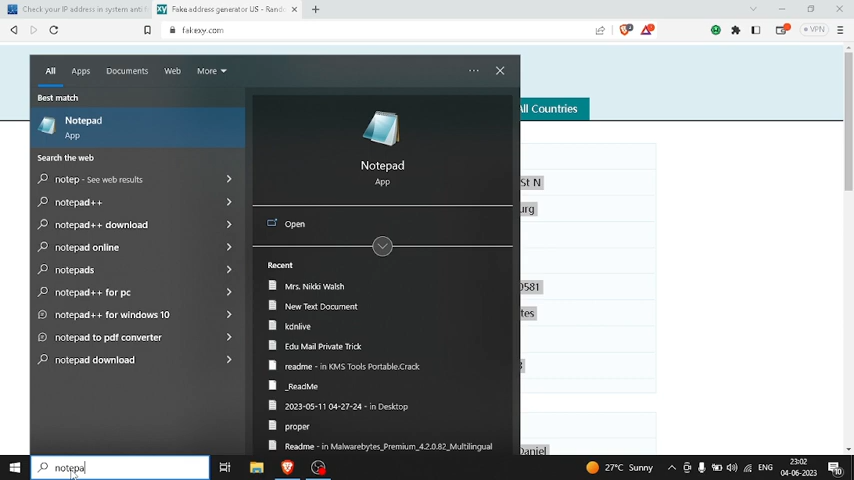 Check your IP address in system anti f
Fake address generator US - Rando
fakexy.com
VPN
All Apps Documents Web More
Best match
Notepad
App
Search the web
notep - See web results
notepad++
notepad++ download
notepad online
notepads
notepad++ for pc
notepad++ for windows 10
notepad to pdf converter
notepad download
Notepad
App
Open
Recent
Mrs. Nikki Walsh
New Text Document
kdnlive
Edu Mail Private Trick
readme - in KMS Tools Portable.Crack
_ReadMe
2023-05-11 04-27-24 - in Desktop
proper
Readme - in Malwarebytes_Premium_4.2.0.82_Multilingual
All Countries
St N
urg
0581
tes
Daniel
notepa
27°C Sunny
ENG
23:02
04-06-2023
10